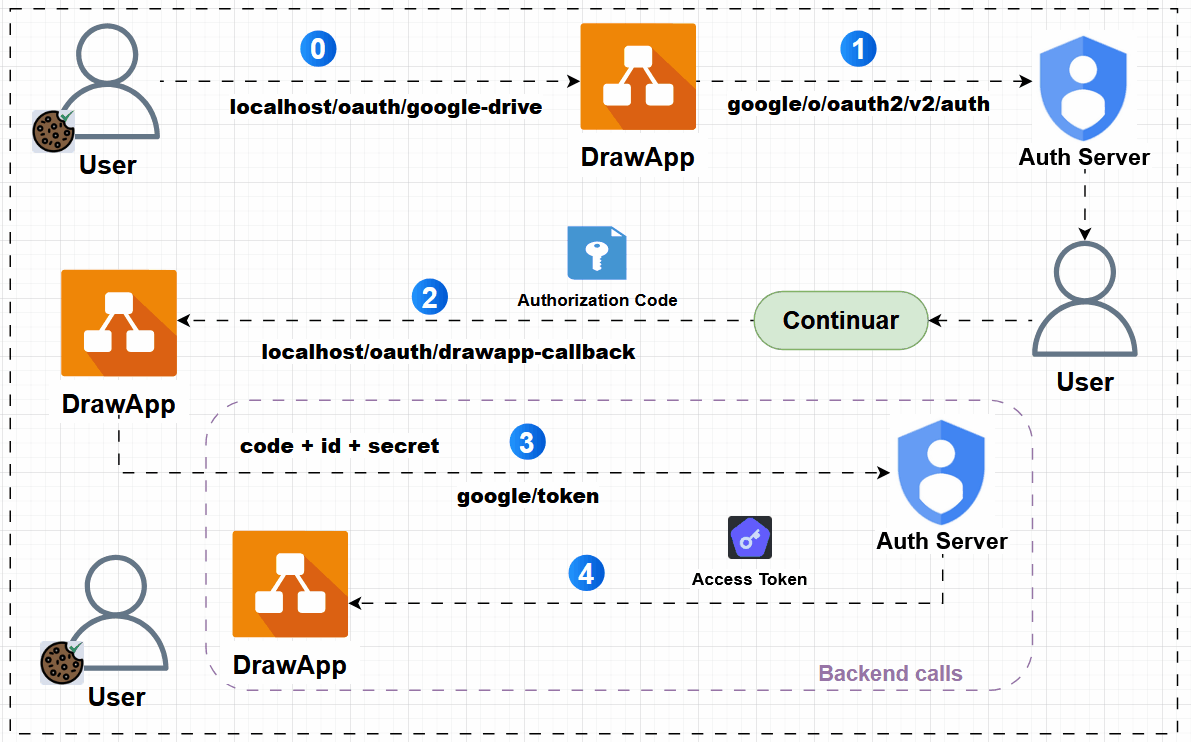 0
localhost/oauth/google-drive
1
google/o/oauth2/v2/auth
User
DrawApp
Auth Server
Authorization Code
2
Continuar
localhost/oauth/drawapp-callback
User
DrawApp
code + id + secret
3
google/token
Auth Server
4
Access Token
DrawApp
Backend calls
User